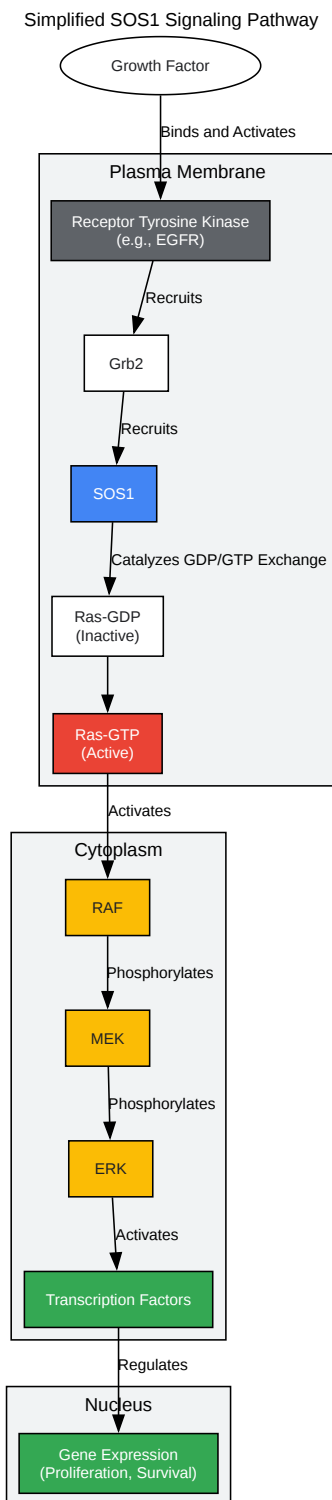 Simplified SOS1 Signaling Pathway
Growth Factor
Binds and Activates
Plasma Membrane
Receptor Tyrosine Kinase
(e.g., EGFR)
Recruits
Grb2
Recruits
SOS1
Catalyzes GDP/GTP Exchange
Ras-GDP
(Inactive)
Ras-GTP
(Active)
Activates
Cytoplasm
RAF
Phosphorylates
MEK
Phosphorylates
ERK
Activates
Transcription Factors
Regulates
Nucleus
Gene Expression
(Proliferation, Survival)